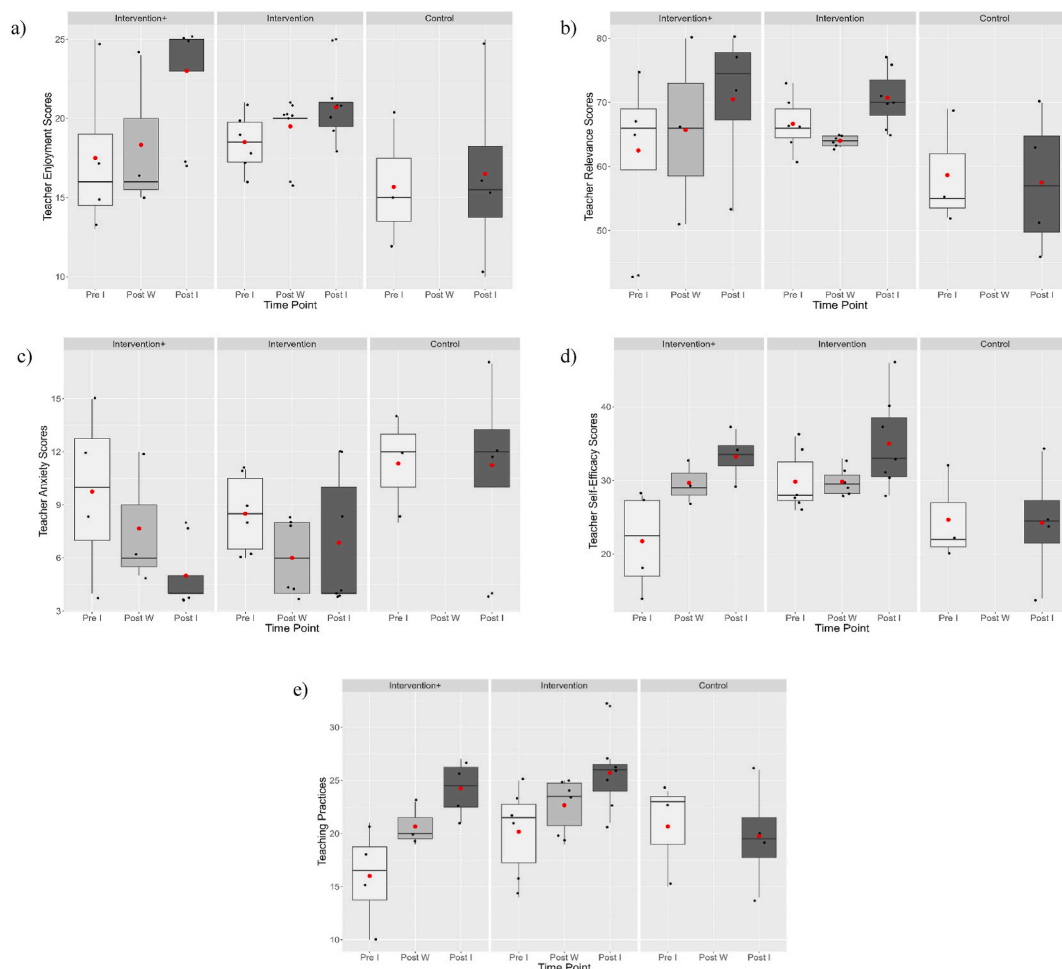 a)
Intervention+ Intervention Control
25
20
15
10
Teacher Enjoyment Scores
Pre I Post W Post I Pre I Post W Post I Pre I Post W Post I
Time Point
b)
Intervention+ Intervention Control
80
70
60
50
Teacher Relevance Scores
Pre I Post W Post I Pre I Post W Post I Pre I Post W Post I
Time Point
c)
Intervention+ Intervention Control
15
12
9
6
3
Teacher Anxiety Scores
Pre I Post W Post I Pre I Post W Post I Pre I Post W Post I
Time Point
d)
Intervention+ Intervention Control
40
30
20
Teacher Self-Efficacy Scores
Pre I Post W Post I Pre I Post W Post I Pre I Post W Post I
Time Point
e)
Intervention+ Intervention Control
30
25
20
15
10
Teaching Practices
Pre I Post W Post I Pre I Post W Post I Pre I Post W Post I
Time Point